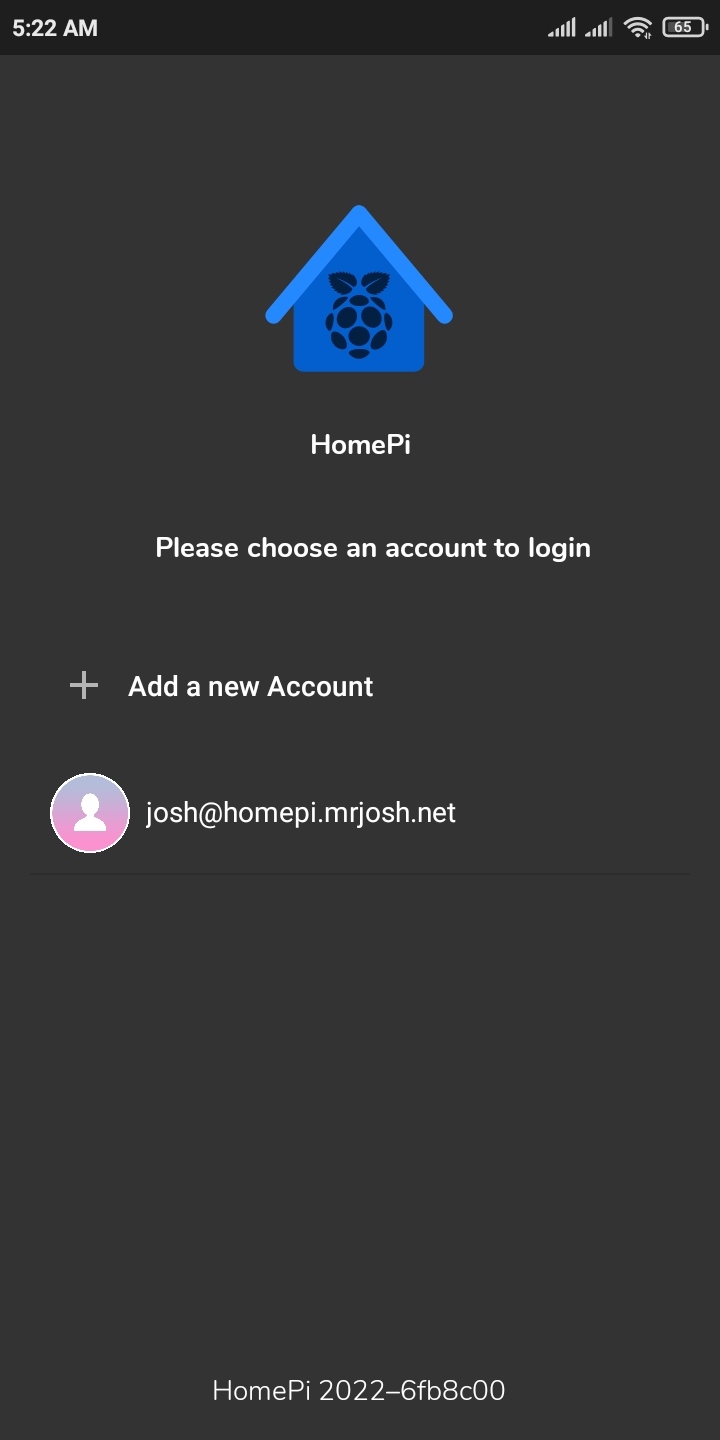 5:22 AM
65
HomePi
Please choose an account to login
Add a new Account
josh@homepi.mrjosh.net
HomePi 2022–6fb8c00